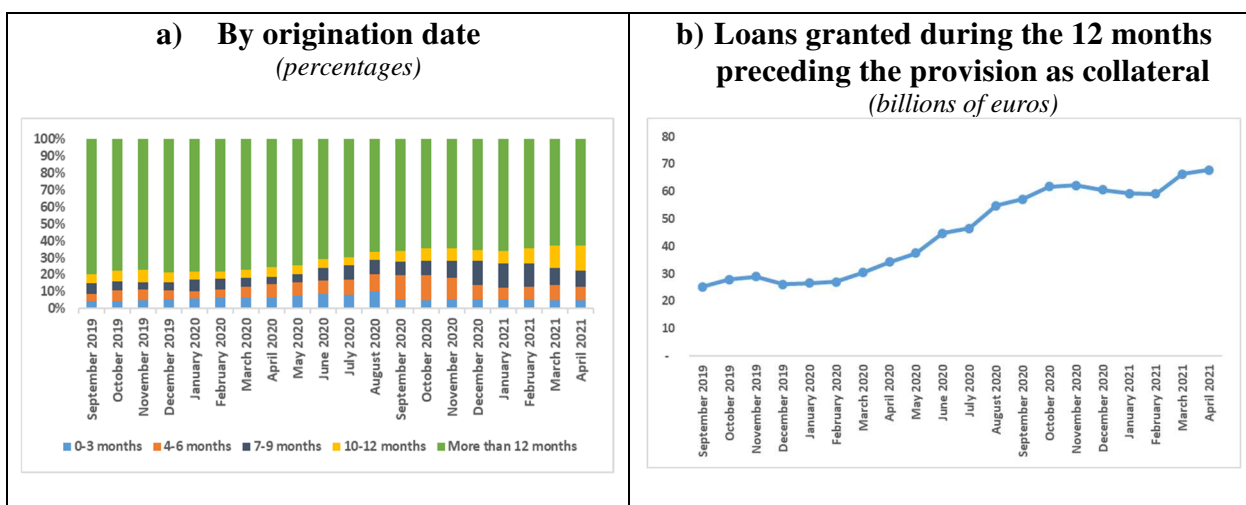 a) By origination date
(percentages)
100%
90%
80%
70%
60%
50%
40%
30%
20%
10%
0%
September 2019
October 2019
November 2019
December 2019
January 2020
February 2020
March 2020
April 2020
May 2020
June 2020
July 2020
August 2020
September 2020
October 2020
November 2020
December 2020
January 2021
February 2021
March 2021
April 2021
0-3 months 4-6 months 7-9 months 10-12 months More than 12 months
b) Loans granted during the 12 months
preceding the provision as collateral
(billions of euros)
80
70
60
50
40
30
20
10
-
September 2019
October 2019
November 2019
December 2019
January 2020
February 2020
March 2020
April 2020
May 2020
June 2020
July 2020
August 2020
September 2020
October 2020
November 2020
December 2020
January 2021
February 2021
March 2021
April 2021